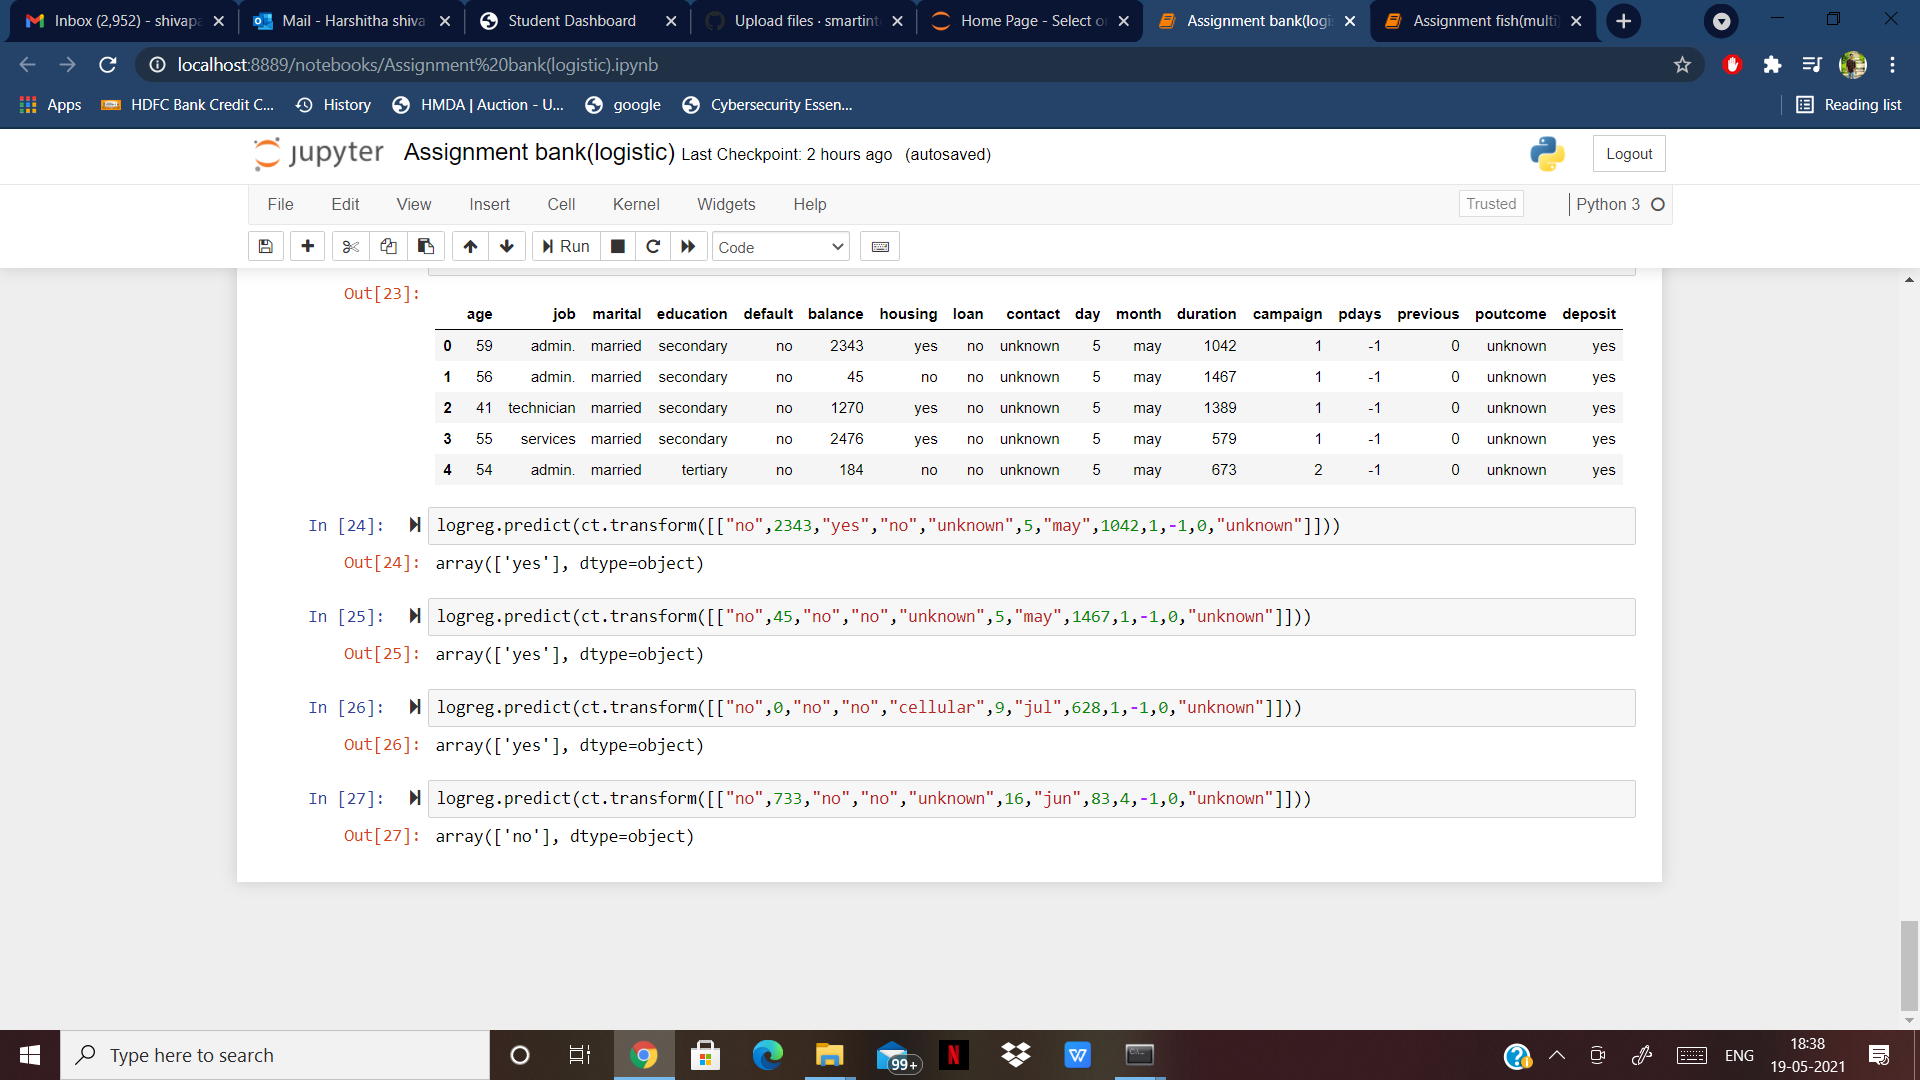 Inbox (2,952) - shivapa
Mail - Harshitha shiva
Student Dashboard
Upload files · smartint
Home Page - Select or
Assignment bank(logis
Assignment fish(multi
localhost:8889/notebooks/Assignment%20bank(logistic).ipynb
Apps
HDFC Bank Credit C...
History
HMDA | Auction - U...
google
Cybersecurity Essen...
Reading list
jupyter Assignment bank(logistic) Last Checkpoint: 2 hours ago (autosaved)
Logout
File Edit View Insert Cell Kernel Widgets Help
Trusted
Python 3
Run
Code
Out[23]:
age job marital education default balance housing loan contact day month duration campaign pdays previous poutcome deposit
0 59 admin. married secondary no 2343 yes no unknown 5 may 1042 1 -1 0 unknown yes
1 56 admin. married secondary no 45 no no unknown 5 may 1467 1 -1 0 unknown yes
2 41 technician married secondary no 1270 yes no unknown 5 may 1389 1 -1 0 unknown yes
3 55 services married secondary no 2476 yes no unknown 5 may 579 1 -1 0 unknown yes
4 54 admin. married tertiary no 184 no no unknown 5 may 673 2 -1 0 unknown yes
In [24]: logreg.predict(ct.transform([["no",2343,"yes","no","unknown",5,"may",1042,1,-1,0,"unknown"]]))
Out[24]: array(['yes'], dtype=object)
In [25]: logreg.predict(ct.transform([["no",45,"no","no","unknown",5,"may",1467,1,-1,0,"unknown"]]))
Out[25]: array(['yes'], dtype=object)
In [26]: logreg.predict(ct.transform([["no",0,"no","no","cellular",9,"jul",628,1,-1,0,"unknown"]]))
Out[26]: array(['yes'], dtype=object)
In [27]: logreg.predict(ct.transform([["no",733,"no","no","unknown",16,"jun",83,4,-1,0,"unknown"]]))
Out[27]: array(['no'], dtype=object)
Type here to search
99+
ENG
18:38
19-05-2021